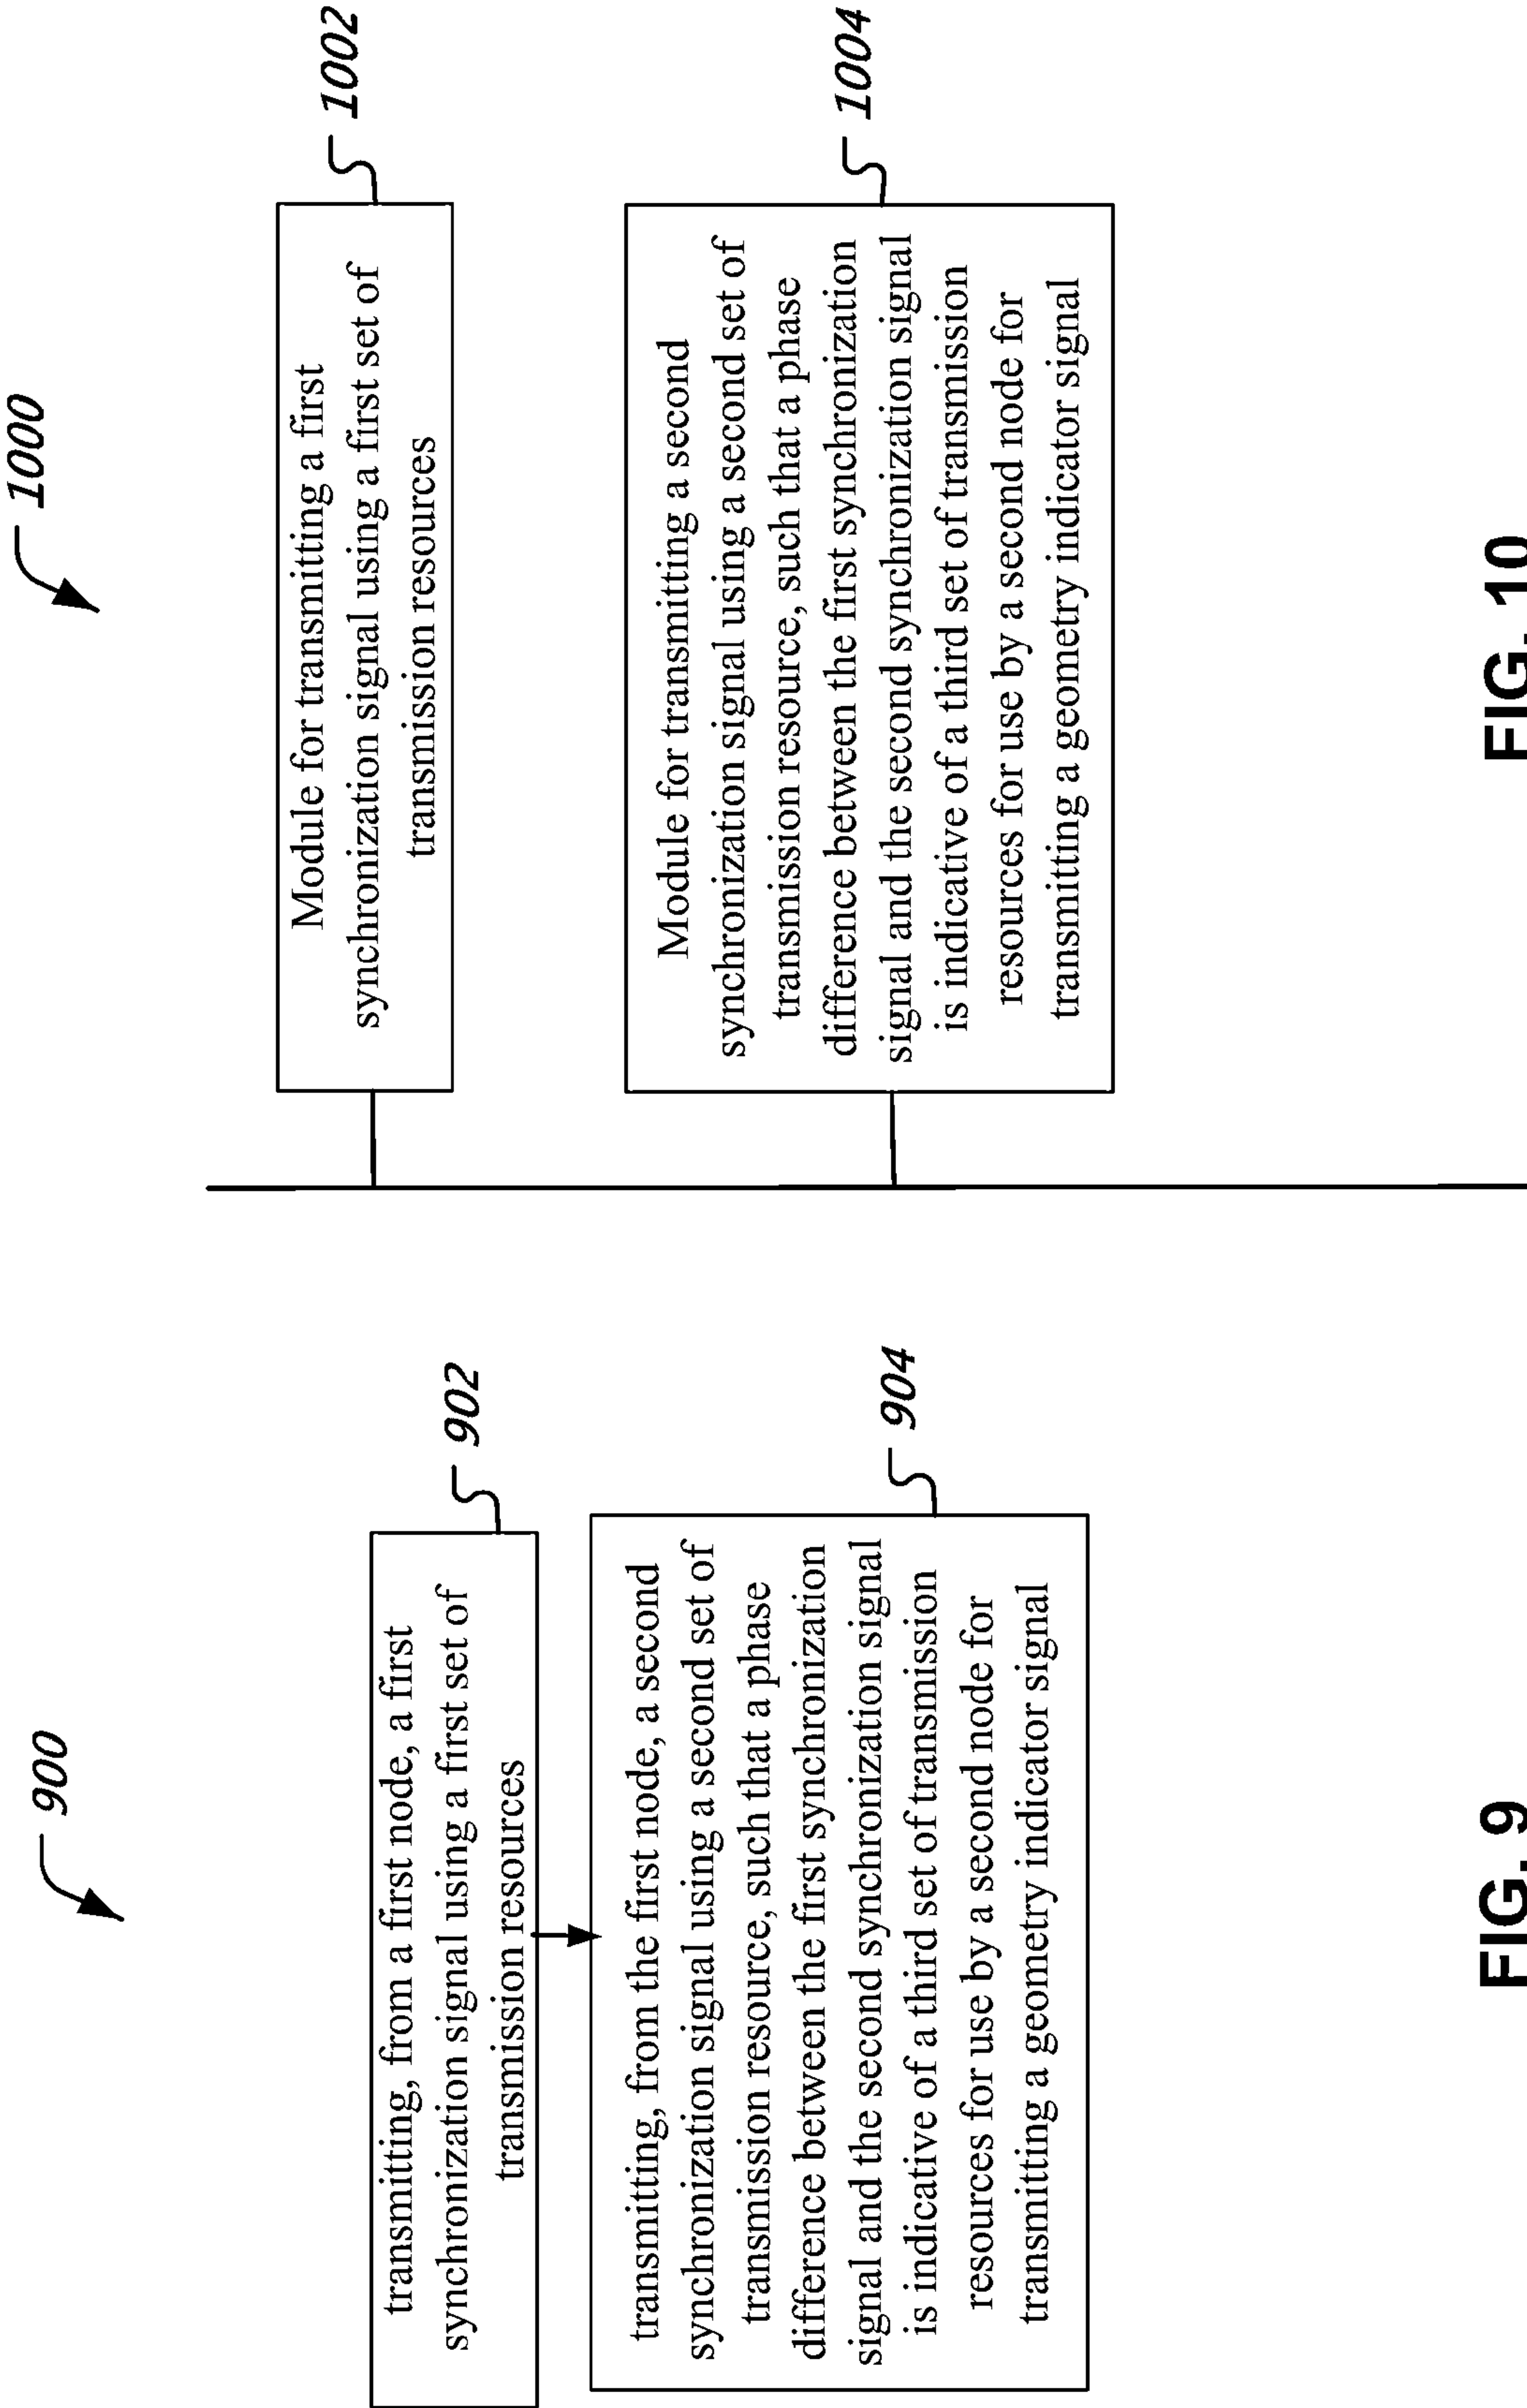 900
transmitting, from a first node, a first
synchronization signal using a first set of
transmission resources
902
transmitting, from the first node, a second
synchronization signal using a second set of
transmission resource, such that a phase
difference between the first synchronization
signal and the second synchronization signal
is indicative of a third set of transmission
resources for use by a second node for
transmitting a geometry indicator signal
904
FIG. 9
1000
Module for transmitting a first
synchronization signal using a first set of
transmission resources
1002
Module for transmitting a second
synchronization signal using a second set of
transmission resource, such that a phase
difference between the first synchronization
signal and the second synchronization signal
is indicative of a third set of transmission
resources for use by a second node for
transmitting a geometry indicator signal
1004
FIG. 10